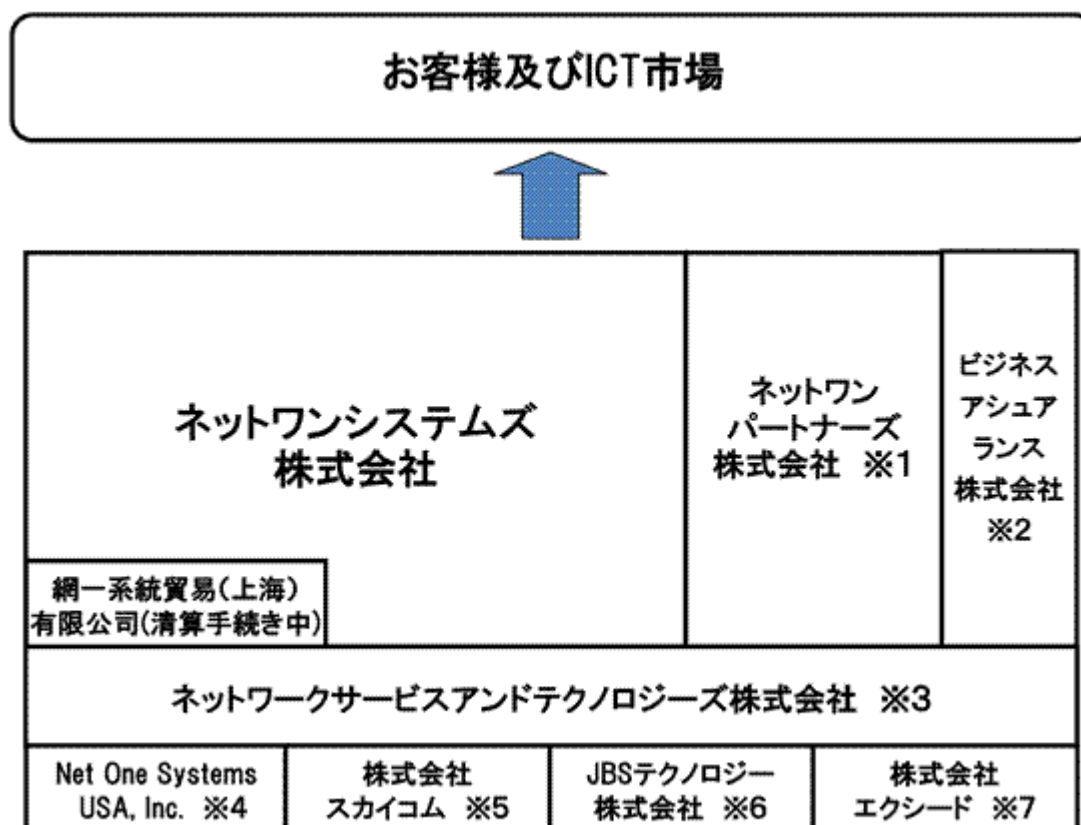 お客様及びICT市場
ネットワンシステムズ
株式会社
ネットワン
パートナーズ
株式会社 ※1
ビジネス
アシュア
ランス
株式会社
※2
網一系統貿易(上海)
有限公司(清算手続き中)
ネットワークサービスアンドテクノロジーズ株式会社 ※3
Net One Systems
USA, Inc. ※4
株式会社
スカイコム ※5
JBSテクノロジー
株式会社 ※6
株式会社
エクシード ※7